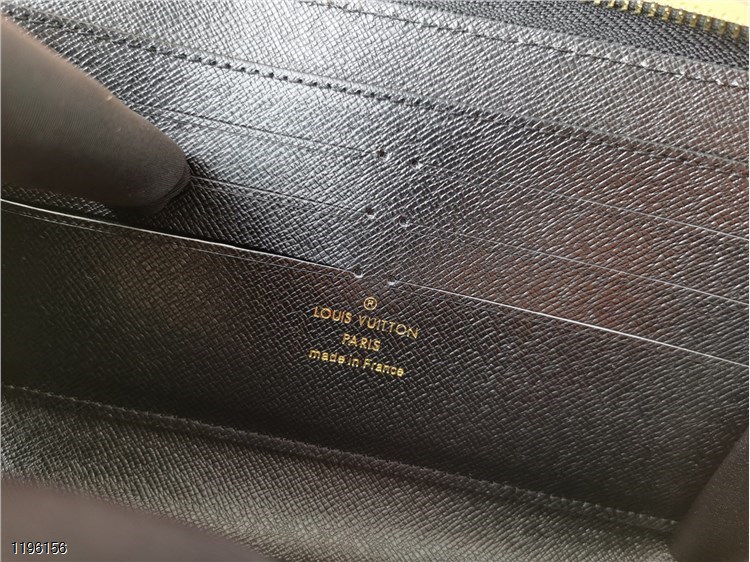 ®
LOUIS VUITTON
PARIS
made in France
1196156